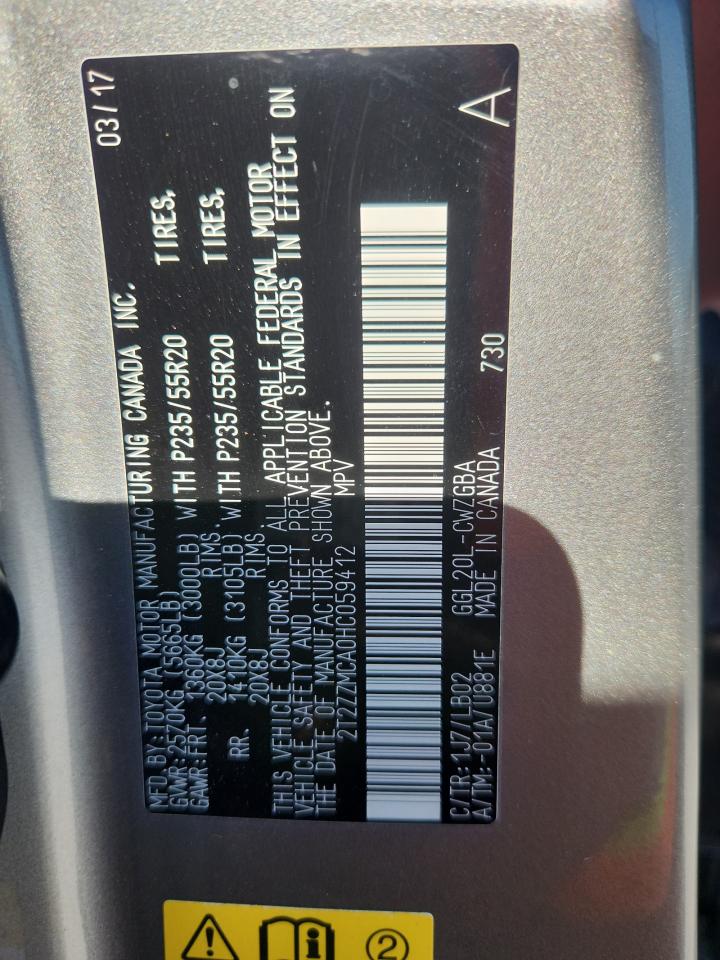 MFD BY:TOYOTA MOTOR MANUFACTURING CANADA INC. 03/17
GVWR:2570KG (5665LB)
GAWR:FRT. 1360KG (3000LB) WITH P235/55R20 TIRES,
20X8J RIMS.
RR. 1410KG (3105LB) WITH P235/55R20 TIRES,
20X8J RIMS.
THIS VEHICLE CONFORMS TO ALL APPLICABLE FEDERAL MOTOR
VEHICLE SAFETY AND THEFT PREVENTION STANDARDS IN EFFECT ON
THE DATE OF MANUFACTURE SHOWN ABOVE.
2T2ZZMCA0HC059412 MPV
C/TR:1J7/LB02 GGL20L-CWZGBA
A/TM:-01A/U881E MADE IN CANADA 730 A
2